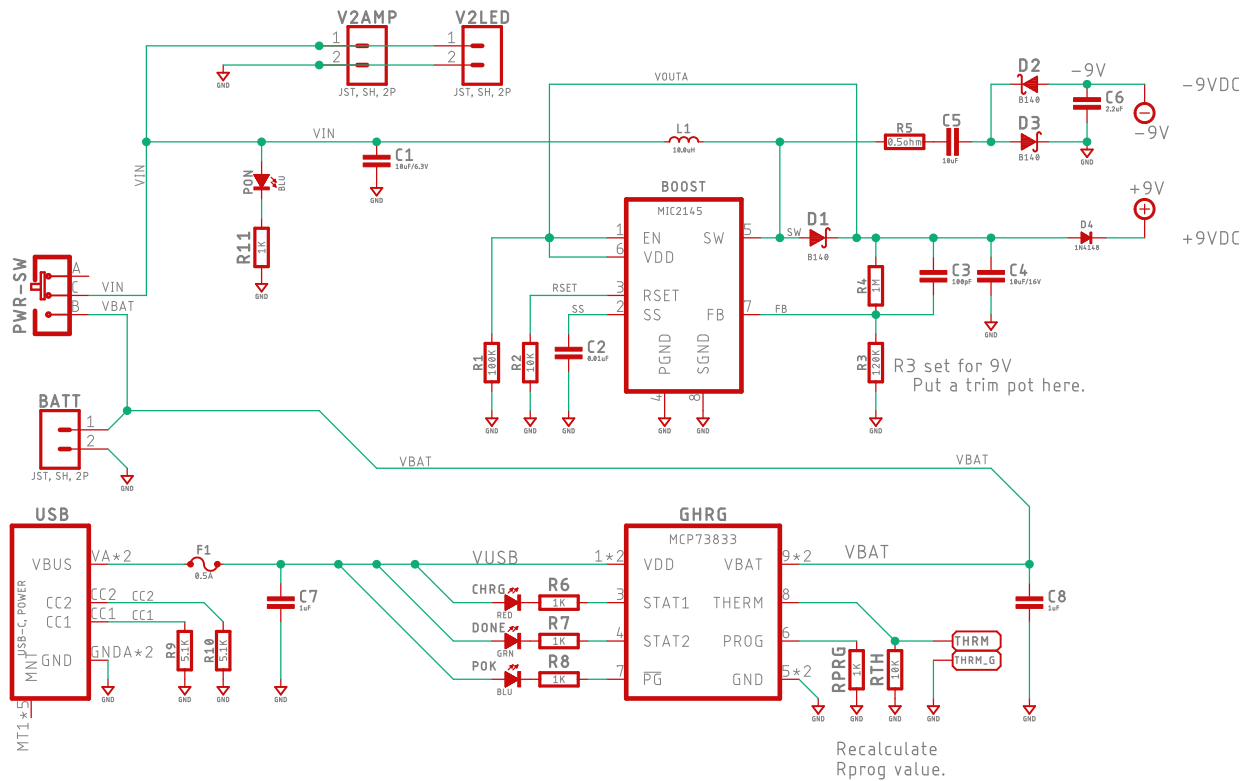 V2AMP
V2LED
1
2
1
2
GND
JST, SH, 2P
JST, SH, 2P
VOUTA
D2
B140
-9V
C6
2.2uF
-9V
-9VDC
VIN
VIN
PON
BLU
R11
1K
GND
C1
10uF/6.3V
GND
L1
10.0uH
R5
0.5ohm
C5
10uF
D3
B140
GND
BOOST
MIC2145
1
EN
6
VDD
3
RSET
2
SS
SW
5
FB
7
PGND
SGND
4
8
GND
GND
SW
D1
B140
+9V
D4
1N4148
+9VDC
RSET
SS
FB
R4
1M
C3
100pF
C4
10uF/16V
GND
R1
100K
GND
R2
10K
GND
C2
0.01uF
GND
R3
120K
GND
R3 set for 9V
Put a trim pot here.
PWR-SW
A
C
B
VIN
VBAT
BATT
1
2
JST, SH, 2P
GND
VBAT
VBAT
USB
USB-C, POWER
VBUS
CC2
CC1
GND
MNT
VA*2
CC2
CC1
GNDA*2
MT1*5
CC2
CC1
F1
0.5A
R9
5.1K
R10
5.1K
GND
GND
GND
C7
1uF
GND
VUSB
CHRG
RED
DONE
GRN
POK
BLU
R6
1K
R7
1K
R8
1K
GHRG
MCP73833
1*2
VDD
3
STAT1
4
STAT2
7
PG
VBAT
9*2
THERM
8
PROG
6
GND
5*2
VBAT
RPRG
1K
RTH
10K
THRM
THRM_G
GND
GND
GND
GND
C8
1uF
GND
Recalculate
Rprog value.